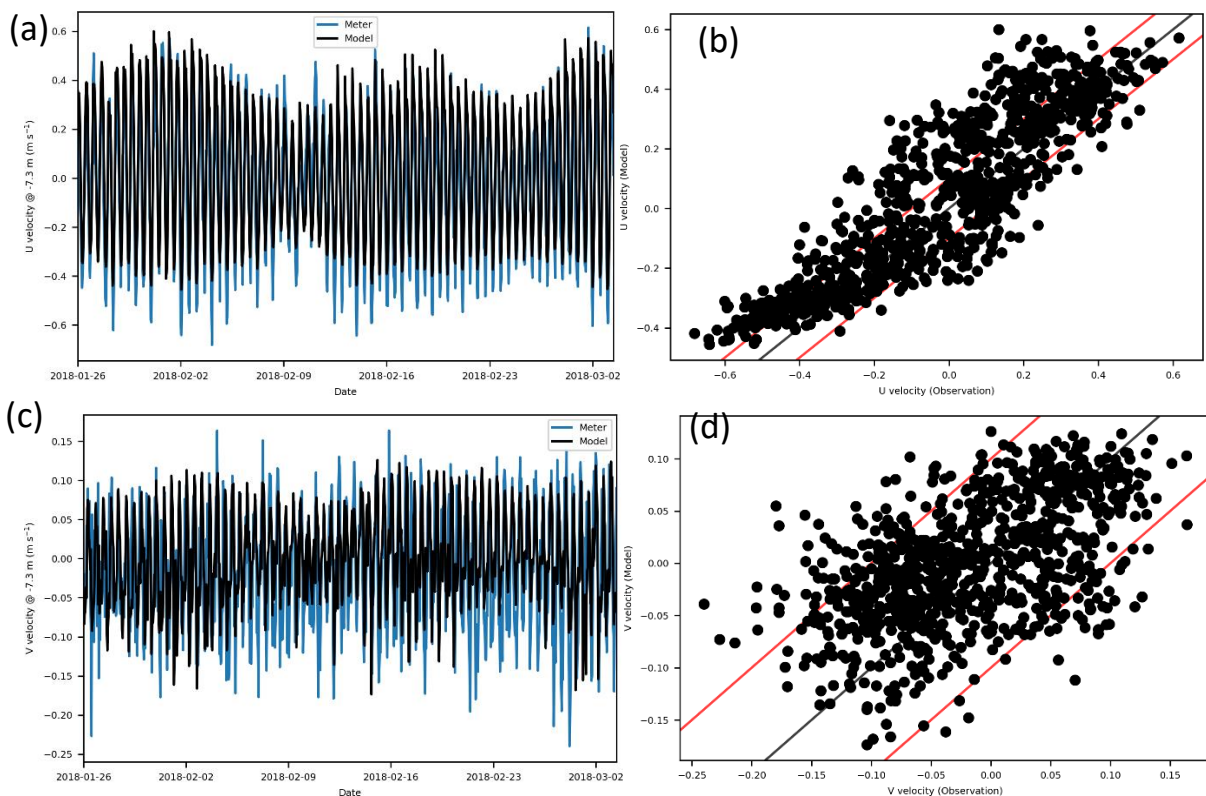 (a)
Meter
Model
0.6
0.4
0.2
0.0
−0.2
−0.4
−0.6
U velocity @ -7.3 m (m s⁻¹)
2018-01-26 2018-02-02 2018-02-09 2018-02-16 2018-02-23 2018-03-02
Date
(b)
0.6
0.4
0.2
0.0
−0.2
−0.4
U velocity (Model)
−0.6 −0.4 −0.2 0.0 0.2 0.4 0.6
U velocity (Observation)
(c)
Meter
Model
0.15
0.10
0.05
0.00
−0.05
−0.10
−0.15
−0.20
−0.25
V velocity @ -7.3 m (m s⁻¹)
2018-01-26 2018-02-02 2018-02-09 2018-02-16 2018-02-23 2018-03-02
Date
(d)
0.10
0.05
0.00
−0.05
−0.10
−0.15
V velocity (Model)
−0.25 −0.20 −0.15 −0.10 −0.05 0.00 0.05 0.10 0.15
V velocity (Observation)